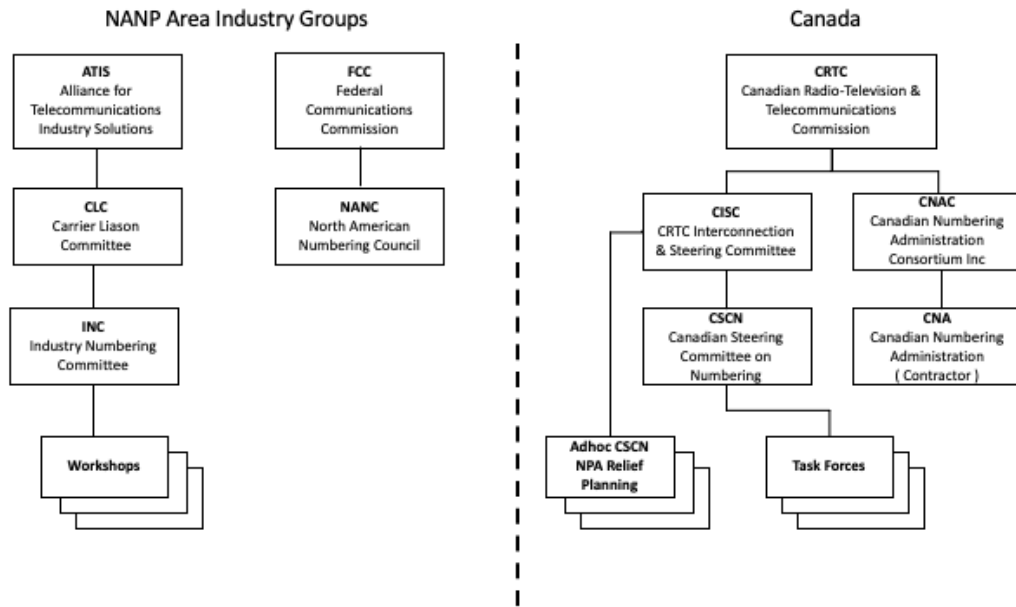 NANP Area Industry Groups
Canada
ATIS
Alliance for
Telecommunications
Industry Solutions
FCC
Federal
Communications
Commission
CRTC
Canadian Radio-Television &
Telecommunications
Commission
CLC
Carrier Liason
Committee
NANC
North American
Numbering Council
CISC
CRTC Interconnection
& Steering Committee
CNAC
Canadian Numbering
Administration
Consortium Inc
INC
Industry Numbering
Committee
CSCN
Canadian Steering
Committee on
Numbering
CNA
Canadian Numbering
Administration
( Contractor )
Workshops
Adhoc CSCN
NPA Relief
Planning
Task Forces